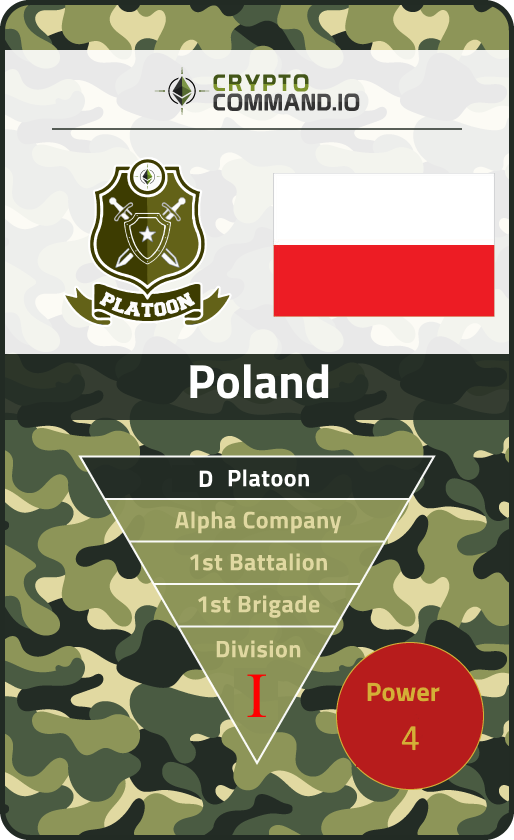 CRYPTO
COMMAND.IO
PLATOON
Poland
D Platoon
Alpha Company
1st Battalion
1st Brigade
Division
I
Power
4